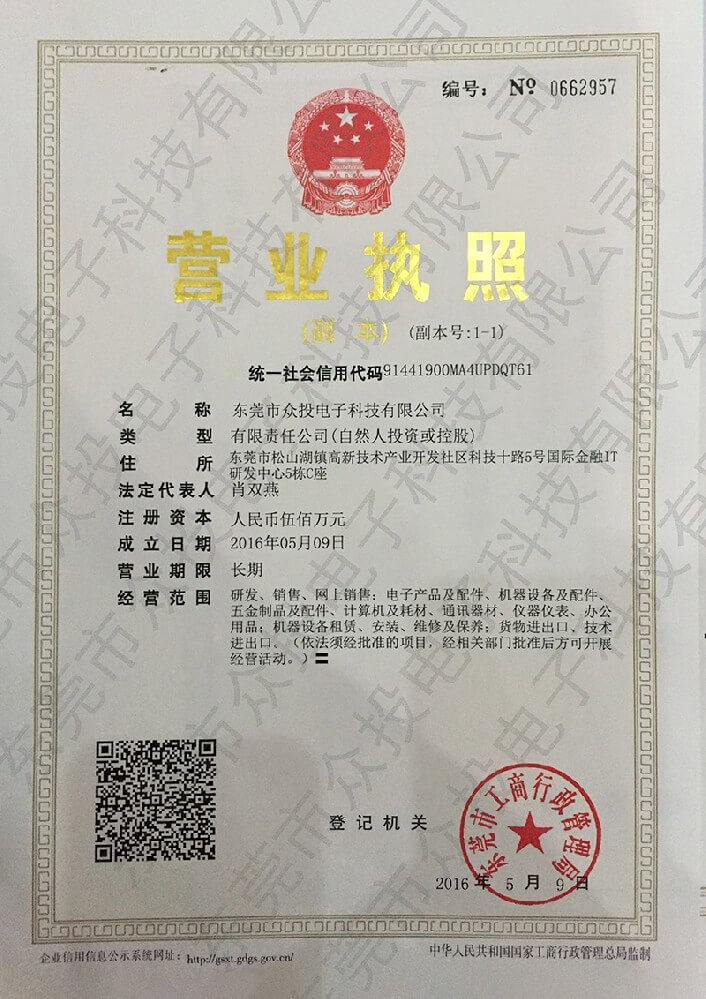 编号： № 0662957
营业执照
(副 本) (副本号:1-1)
统一社会信用代码91441900MA4UPDQT61
名 称 东莞市众投电子科技有限公司
类 型 有限责任公司(自然人投资或控股)
住 所 东莞市松山湖镇高新技术产业开发社区科技十路5号国际金融IT
研发中心5栋C座
法定代表人 肖双燕
注册资本 人民币伍佰万元
成立日期 2016年05月09日
营业期限 长期
经营范围 研发、销售、网上销售：电子产品及配件、机器设备及配件、
五金制品及配件、计算机及耗材、通讯器材、仪器仪表、办公
用品；机器设备租赁、安装、维修及保养；货物进出口、技术
进出口。（依法须经批准的项目，经相关部门批准后方可开展
经营活动。）〓
登记机关
东莞市工商行政管理局
2016 年 5 月 9 日
企业信用信息公示系统网址： http://gsxt.gdgs.gov.cn/
中华人民共和国国家工商行政管理总局监制
东莞市众投电子科技有限公司